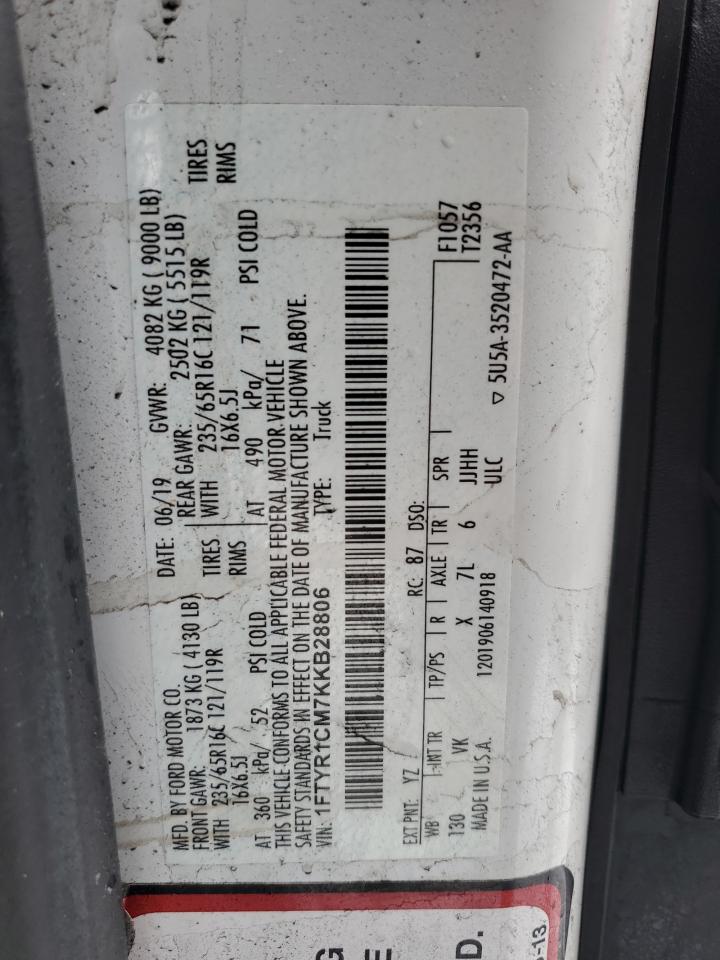 MFD. BY FORD MOTOR CO. DATE: 06/19 GVWR: 4082 KG ( 9000 LB)
FRONT GAWR: 1873 KG ( 4130 LB) REAR GAWR: 2502 KG ( 5515 LB)
WITH 235/65R16C 121/119R TIRES WITH 235/65R16C 121/119R TIRES
16X6.5J RIMS 16X6.5J RIMS
AT 360 kPa/ 52 PSI COLD AT 490 kPa/ 71 PSI COLD
THIS VEHICLE CONFORMS TO ALL APPLICABLE FEDERAL MOTOR VEHICLE
SAFETY STANDARDS IN EFFECT ON THE DATE OF MANUFACTURE SHOWN ABOVE.
VIN: 1FTYR1CM7KKB28806 TYPE: Truck
EXT PNT: YZ RC: 87 DSO: F1057
WB INT TR TP/PS R AXLE TR SPR T2356
130 VK X 7L 6 JJHH
MADE IN U.S.A. 1201906140918 ULC
▽ 5U5A-3520472-AA
G
E
D.
-13